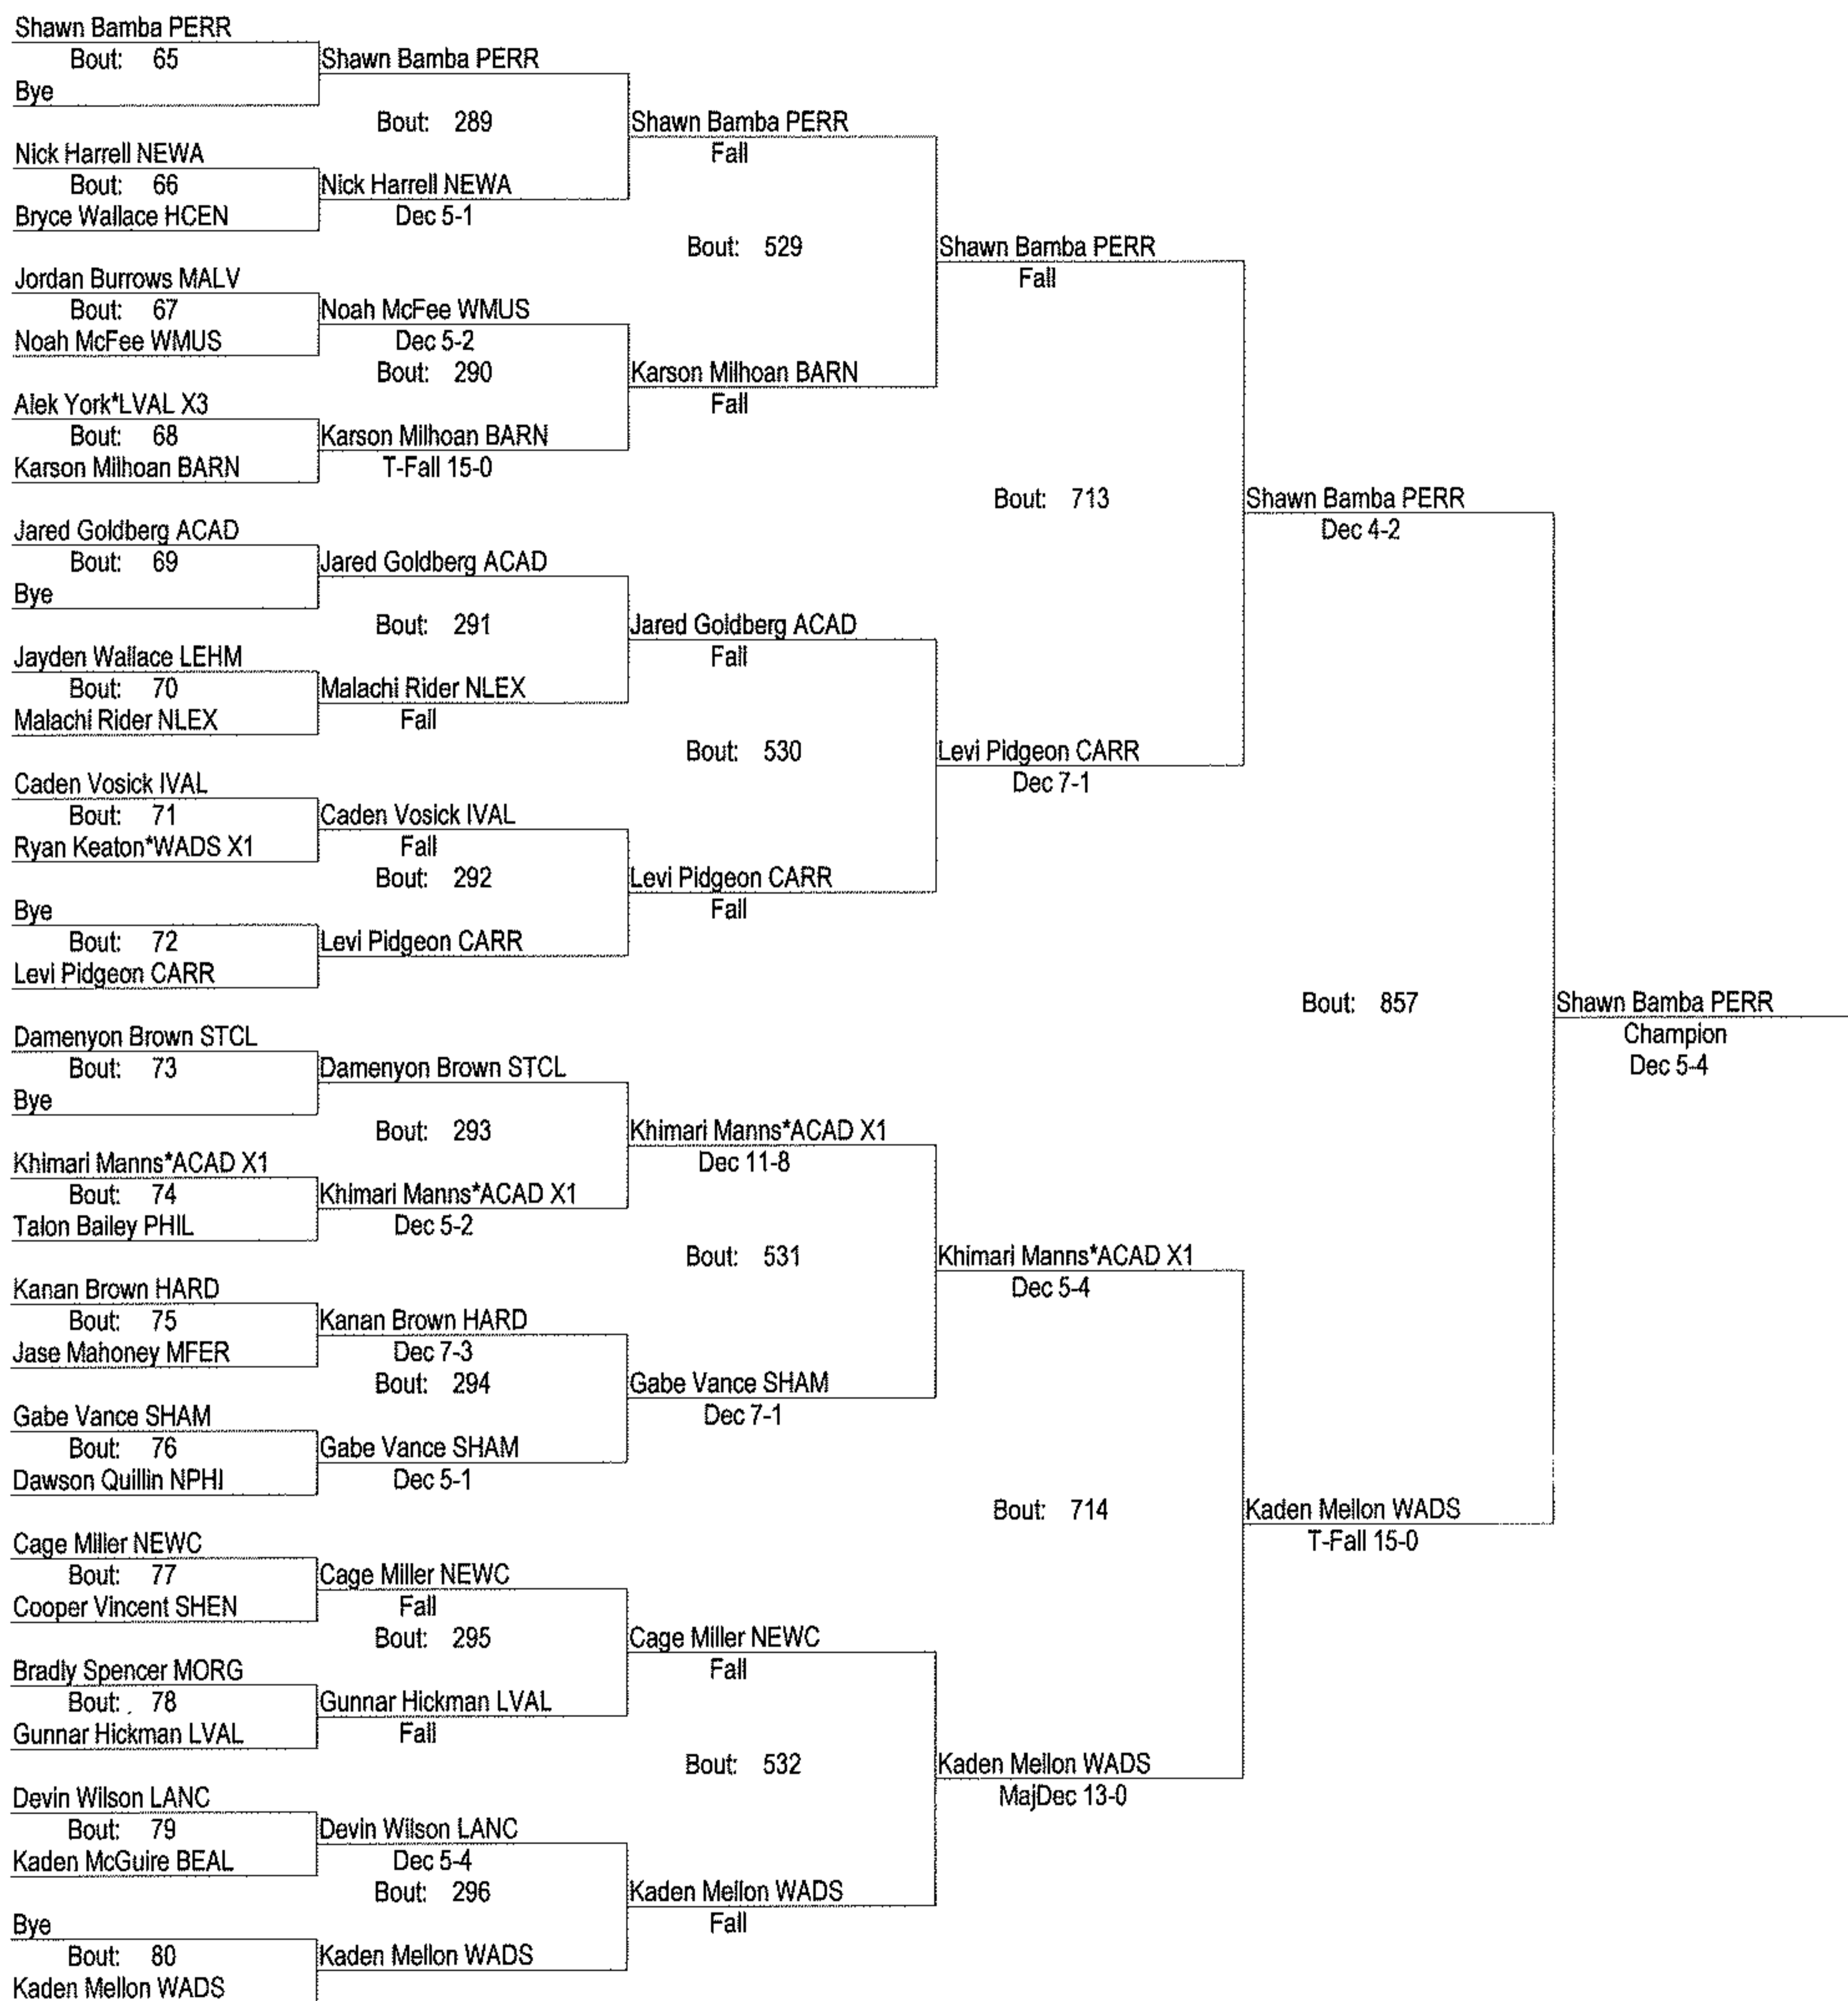 Shawn Bamba PERR
Bout: 65
Bye
Nick Harrell NEWA
Bout: 66
Bryce Wallace HCEN
Jordan Burrows MALV
Bout: 67
Noah McFee WMUS
Alek York*LVAL X3
Bout: 68
Karson Milhoan BARN
Jared Goldberg ACAD
Bout: 69
Bye
Jayden Wallace LEHM
Bout: 70
Malachi Rider NLEX
Caden Vosick IVAL
Bout: 71
Ryan Keaton*WADS X1
Bye
Bout: 72
Levi Pidgeon CARR
Damenyon Brown STCL
Bout: 73
Bye
Khimari Manns*ACAD X1
Bout: 74
Talon Bailey PHIL
Kanan Brown HARD
Bout: 75
Jase Mahoney MFER
Gabe Vance SHAM
Bout: 76
Dawson Quillin NPHI
Cage Miller NEWC
Bout: 77
Cooper Vincent SHEN
Bradly Spencer MORG
Bout: 78
Gunnar Hickman LVAL
Devin Wilson LANC
Bout: 79
Kaden McGuire BEAL
Bye
Bout: 80
Kaden Mellon WADS
Shawn Bamba PERR
Bout: 289
Nick Harrell NEWA
Dec 5-1
Noah McFee WMUS
Dec 5-2
Bout: 290
Karson Milhoan BARN
T-Fall 15-0
Jared Goldberg ACAD
Bout: 291
Malachi Rider NLEX
Fall
Caden Vosick IVAL
Fall
Bout: 292
Levi Pidgeon CARR
Damenyon Brown STCL
Bout: 293
Khimari Manns*ACAD X1
Dec 5-2
Kanan Brown HARD
Dec 7-3
Bout: 294
Gabe Vance SHAM
Dec 5-1
Cage Miller NEWC
Fall
Bout: 295
Gunnar Hickman LVAL
Fall
Devin Wilson LANC
Dec 5-4
Bout: 296
Kaden Mellon WADS
Shawn Bamba PERR
Fall
Bout: 529
Karson Milhoan BARN
Fall
Jared Goldberg ACAD
Fall
Bout: 530
Levi Pidgeon CARR
Fall
Khimari Manns*ACAD X1
Dec 11-8
Bout: 531
Gabe Vance SHAM
Dec 7-1
Cage Miller NEWC
Fall
Bout: 532
Kaden Mellon WADS
Fall
Shawn Bamba PERR
Fall
Bout: 713
Levi Pidgeon CARR
Dec 7-1
Khimari Manns*ACAD X1
Dec 5-4
Bout: 714
Kaden Mellon WADS
MajDec 13-0
Shawn Bamba PERR
Dec 4-2
Bout: 857
Kaden Mellon WADS
T-Fall 15-0
Shawn Bamba PERR
Champion
Dec 5-4